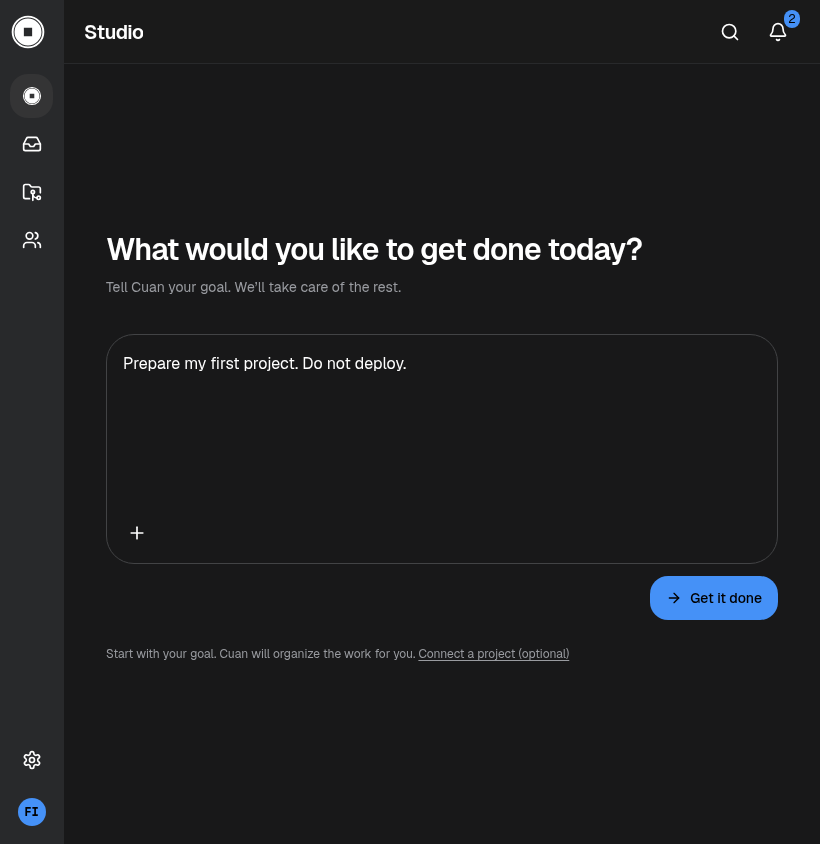 Studio
2
What would you like to get done today?
Tell Cuan your goal. We'll take care of the rest.
Prepare my first project. Do not deploy.
Get it done
Start with your goal. Cuan will organize the work for you. Connect a project (optional)
FI